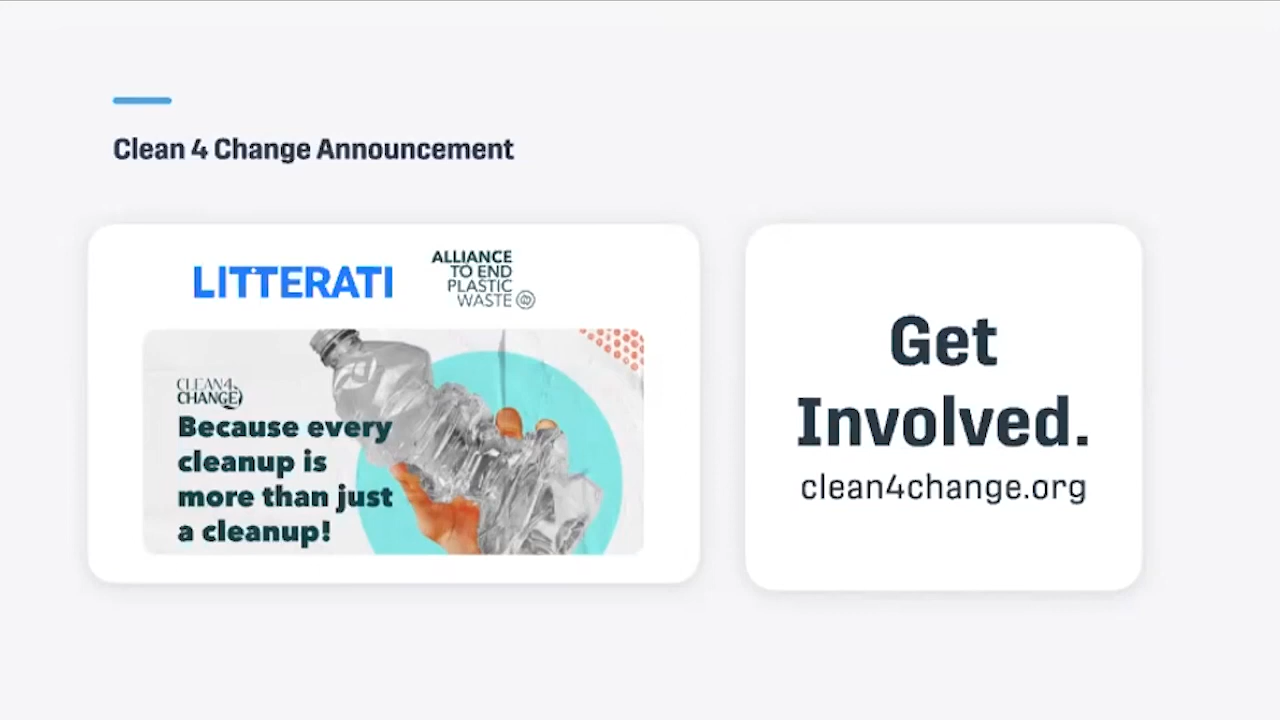 Clean 4 Change Announcement
LITTERATI
ALLIANCE
TO END
PLASTIC
WASTE
CLEAN4
CHANGE
Because every
cleanup is
more than just
a cleanup!
Get
Involved.
clean4change.org